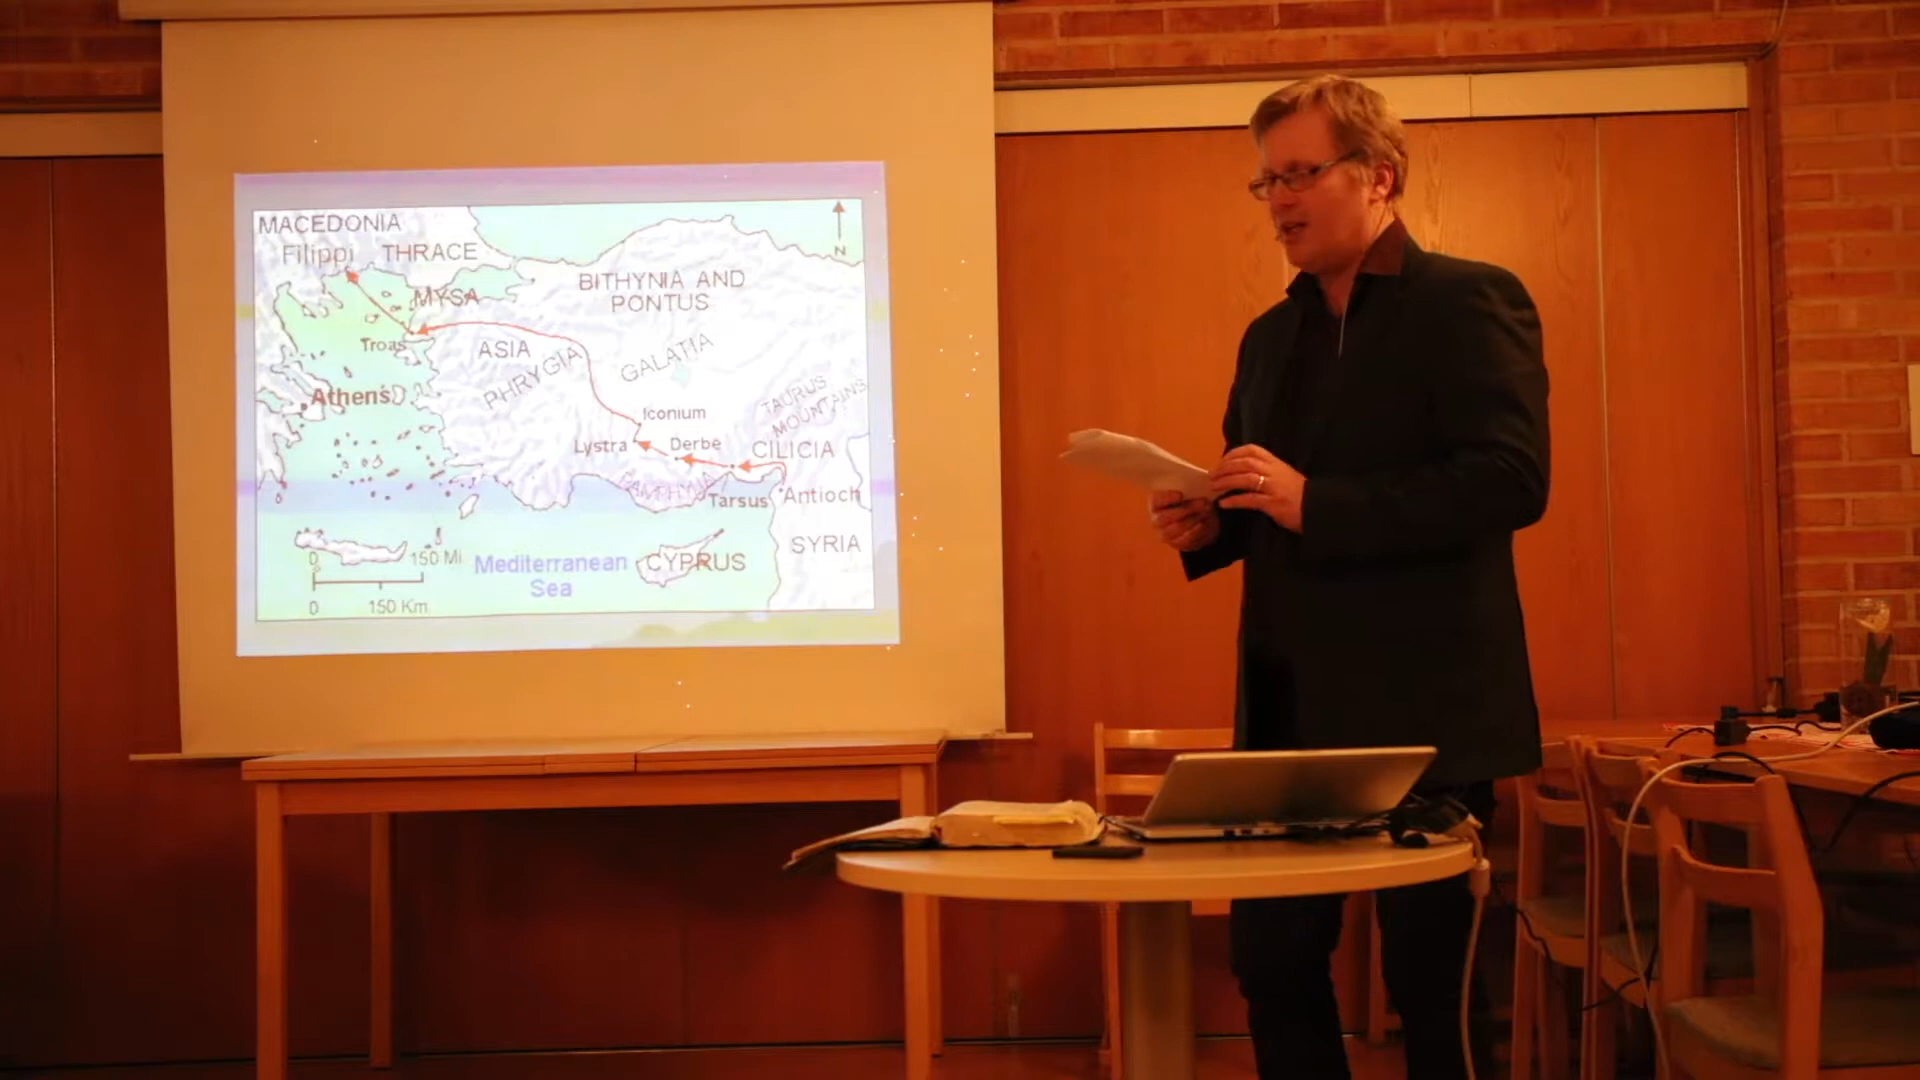 MACEDONIA
Filippi THRACE
MYSA
BITHYNIA AND
PONTUS
N
Troas
ASIA
PHRYGIA
GALATIA
Athens
TAURUS
MOUNTAINS
Iconium
Lystra
Derbe
CILICIA
PAMPHYLIA
Tarsus
Antioch
SYRIA
0 150 Mi
Mediterranean
Sea
CYPRUS
0 150 Km